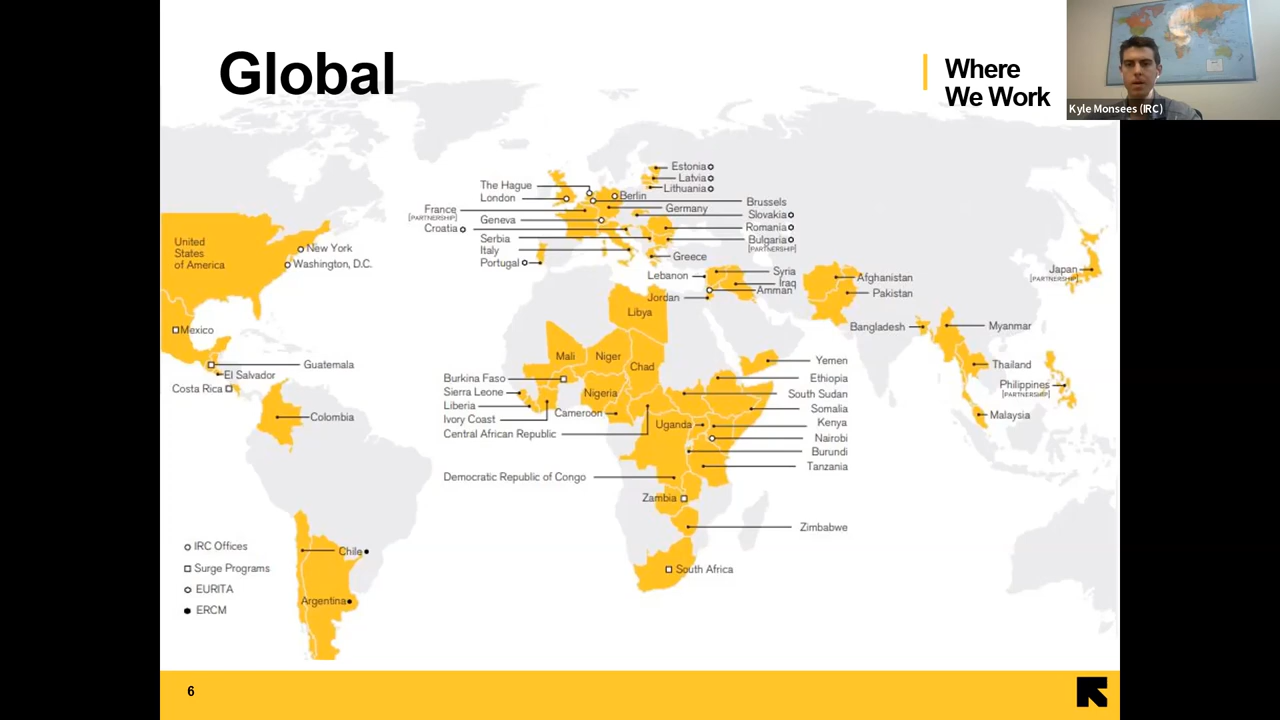 Global
Where
We Work
Kyle Monsees (IRC)
Estonia
Latvia
Lithuania
The Hague
London
Berlin
Brussels
France
[PARTNERSHIP]
Germany
Slovakia
Geneva
Croatia
Romania
Serbia
Bulgaria
[PARTNERSHIP]
Italy
Greece
Portugal
United
States
of America
New York
Washington, D.C.
Lebanon
Syria
Iraq
Amman
Jordan
Afghanistan
Pakistan
Japan
[PARTNERSHIP]
Libya
Bangladesh
Myanmar
Mexico
Mali
Niger
Chad
Yemen
Guatemala
El Salvador
Costa Rica
Thailand
Burkina Faso
Ethiopia
Philippines
[PARTNERSHIP]
Sierra Leone
Nigeria
South Sudan
Liberia
Cameroon
Somalia
Colombia
Malaysia
Ivory Coast
Uganda
Kenya
Central African Republic
Nairobi
Burundi
Tanzania
Democratic Republic of Congo
Zambia
Zimbabwe
IRC Offices
Chile
Surge Programs
South Africa
EURITA
Argentina
ERCM
6